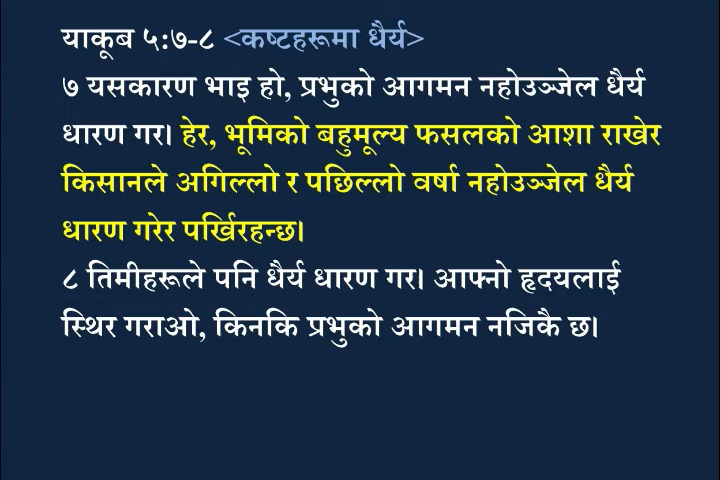 याकूब ५:७-८ <कष्टहरूमा धैर्य>
७ यसकारण भाइ हो, प्रभुको आगमन नहोउञ्जेल धैर्य
धारण गर। हेर, भूमिको बहुमूल्य फसलको आशा राखेर
किसानले अगिल्लो र पछिल्लो वर्षा नहोउञ्जेल धैर्य
धारण गरेर पर्खिरहन्छ।
८ तिमीहरूले पनि धैर्य धारण गर। आफ्नो हृदयलाई
स्थिर गराओ, किनकि प्रभुको आगमन नजिकै छ।